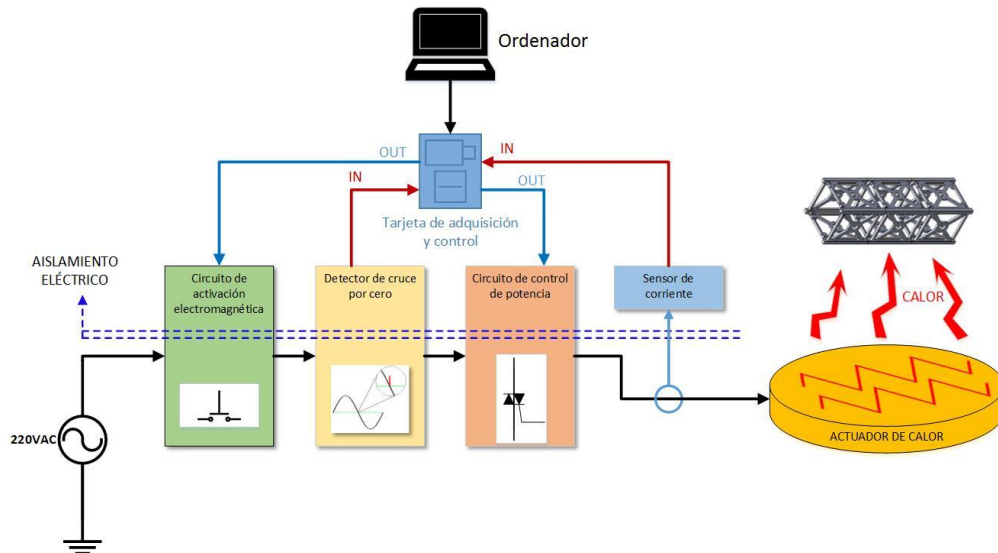 Ordenador
OUT
IN
IN
OUT
Tarjeta de adquisición
y control
AISLAMIENTO
ELÉCTRICO
Circuito de
activación
electromagnética
Detector de cruce
por cero
Circuito de control
de potencia
Sensor de
corriente
CALOR
220VAC
ACTUADOR DE CALOR